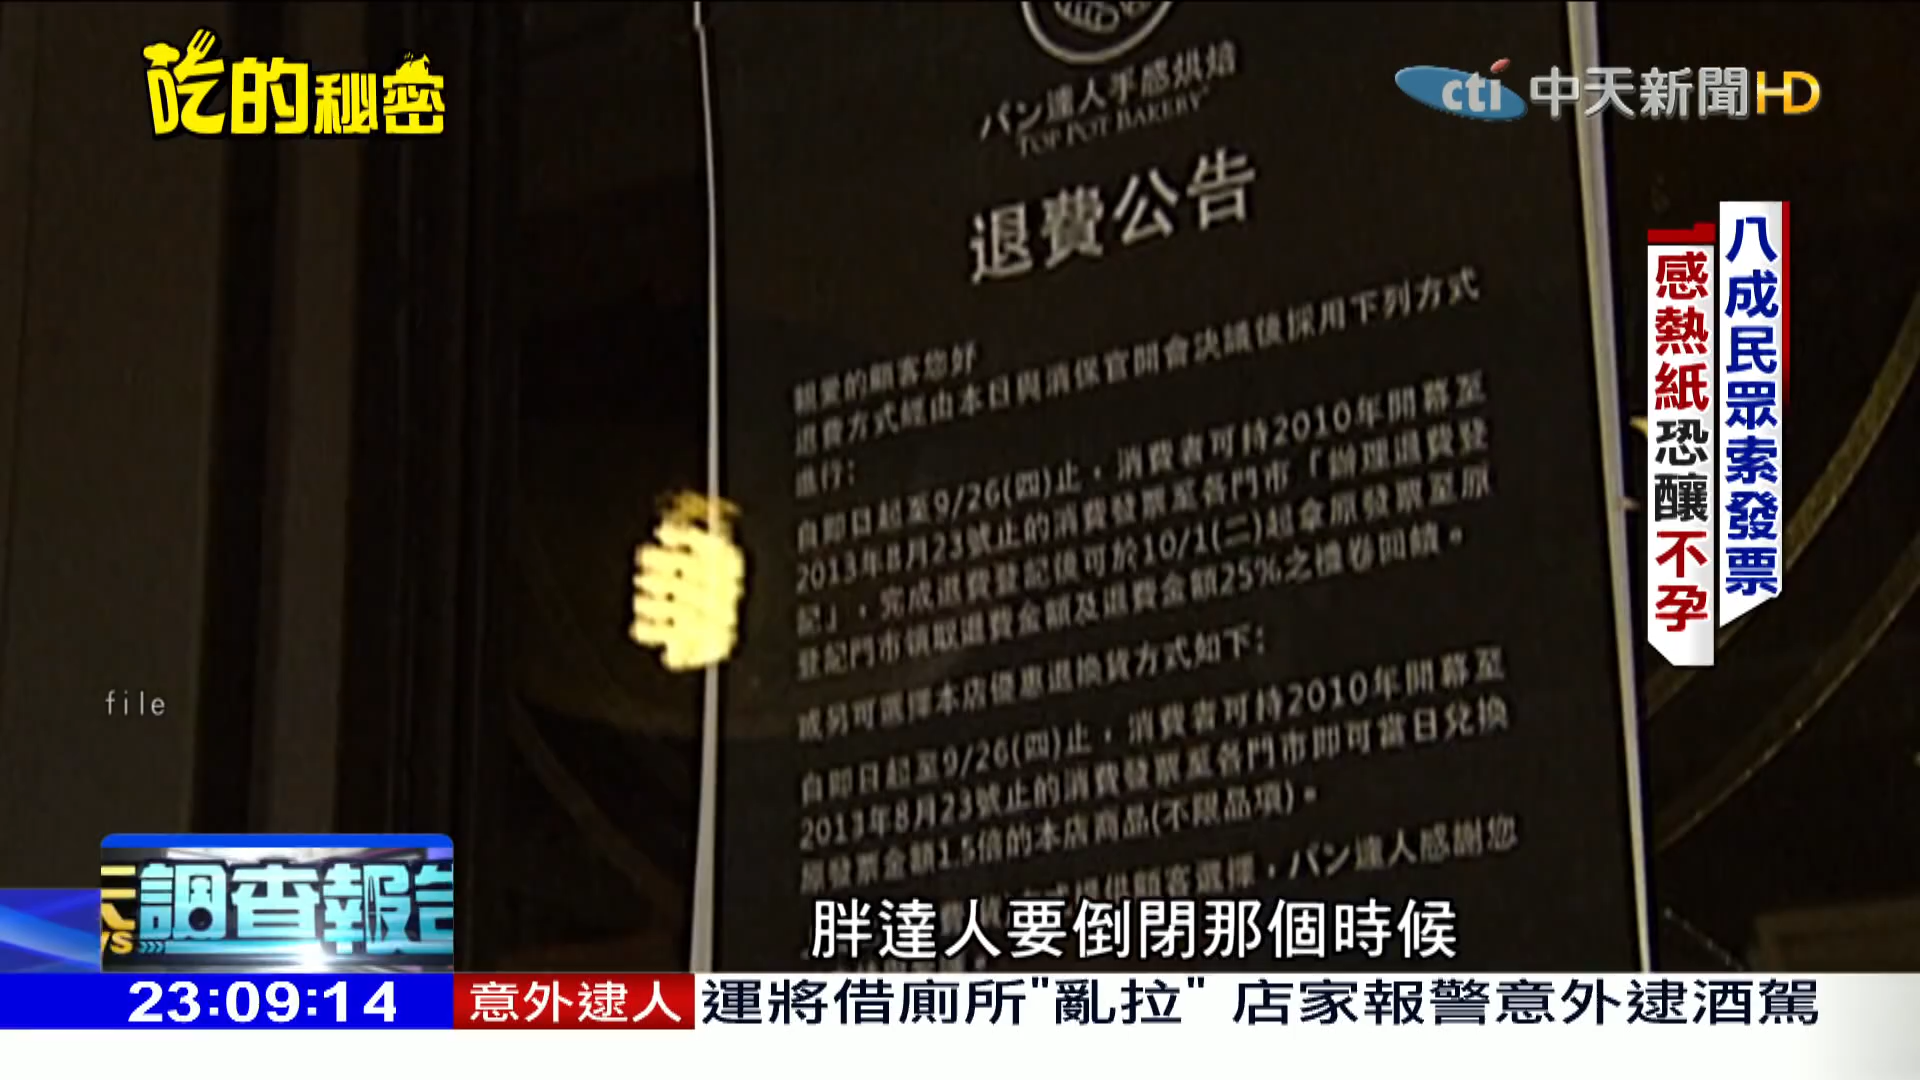 吃的秘密
cti 中天新聞HD
パン達人手感烘焙
TOP POT BAKERY
退費公告
親愛的顧客您好
退費方式經由本日與消保官開會決議後採用下列方式
進行：
自即日起至9/26(四)止，消費者可持2010年開幕至
2013年8月23號止的消費發票至各門市「辦理退費登
記」，完成退費登記後可於10/1(二)起拿原發票至原
登記門市領取退費金額及退費金額25%之禮卷回饋。
或另可選擇本店優惠退換貨方式如下：
自即日起至9/26(四)止，消費者可持2010年開幕至
2013年8月23號止的消費發票至各門市即可當日兌換
原發票金額1.5倍的本店商品(不限品項)。
提供顧客選擇，パン達人感謝您
八成民眾索發票
感熱紙恐釀不孕
file
調查報告
胖達人要倒閉那個時候
23:09:14
意外逮人
運將借廁所"亂拉" 店家報警意外逮酒駕